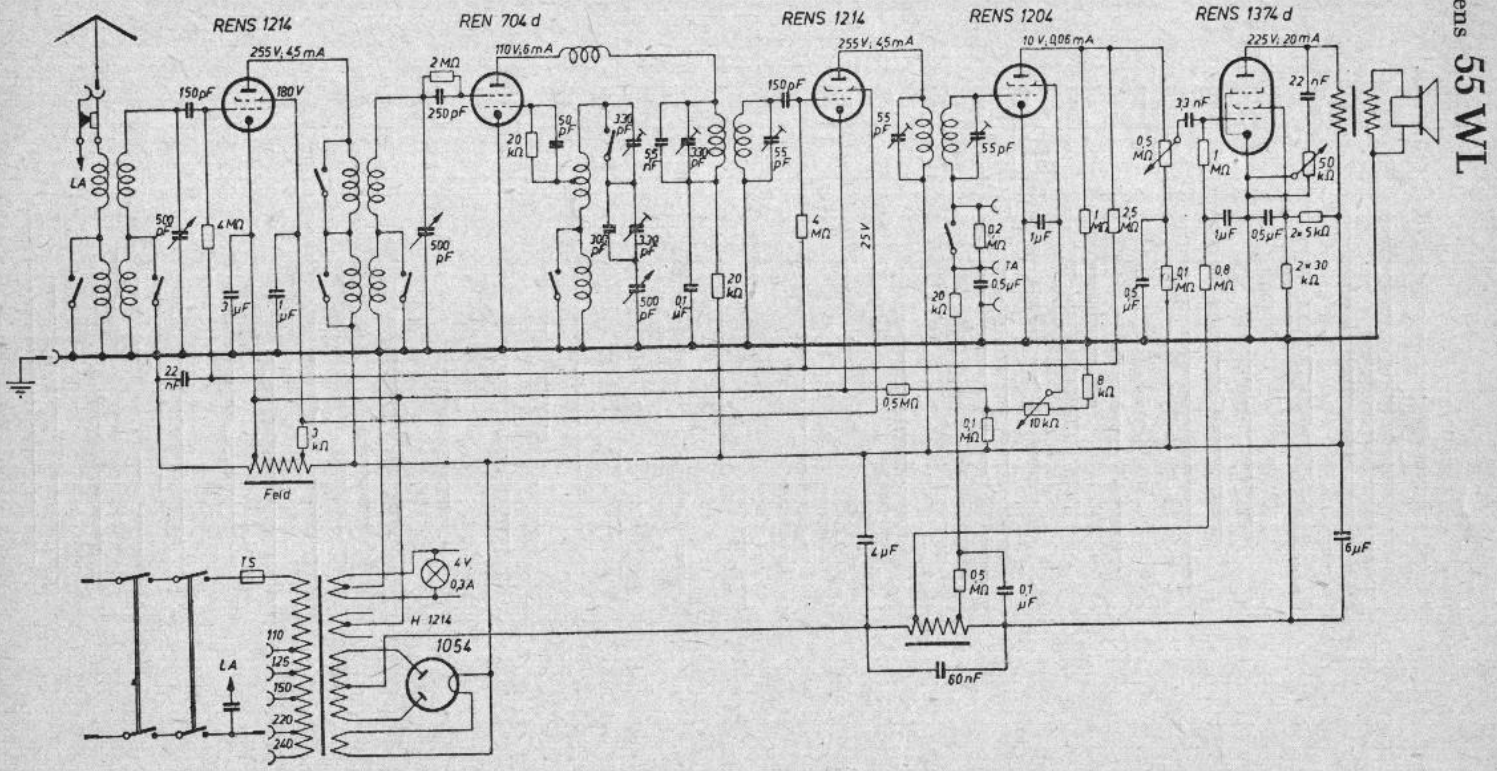 RENS 1214
REN 704 d
RENS 1214
RENS 1204
RENS 1374 d
ens 55 WL
255 V; 4,5 mA
110 V, 6 mA
255 V; 4,5 mA
10 V, 0,06 mA
225 V; 20 mA
150 pF
180 V
2 MΩ
250 pF
20 kΩ
50 pF
330 pF
55 nF
330 pF
150 pF
55 pF
55 pF
55 pF
33 nF
22 nF
0,5 MΩ
1 MΩ
50 kΩ
LA
500 pF
4 MΩ
3 µF
1 µF
500 pF
300 pF
330 pF
500 pF
0,1 µF
20 kΩ
4 MΩ
25 V
0,2 MΩ
TA
0,5 µF
20 kΩ
1 µF
1 MΩ
2,5 MΩ
0,5 µF
0,1 MΩ
0,8 MΩ
1 µF
0,5 µF
2×5 kΩ
2×30 kΩ
22 nF
3 kΩ
0,5 MΩ
0,1 MΩ
10 kΩ
8 kΩ
Feld
4 µF
6 µF
TS
4 V
0,3 A
H 1214
1054
0,5 MΩ
0,1 µF
60 nF
110
125
150
220
240
LA